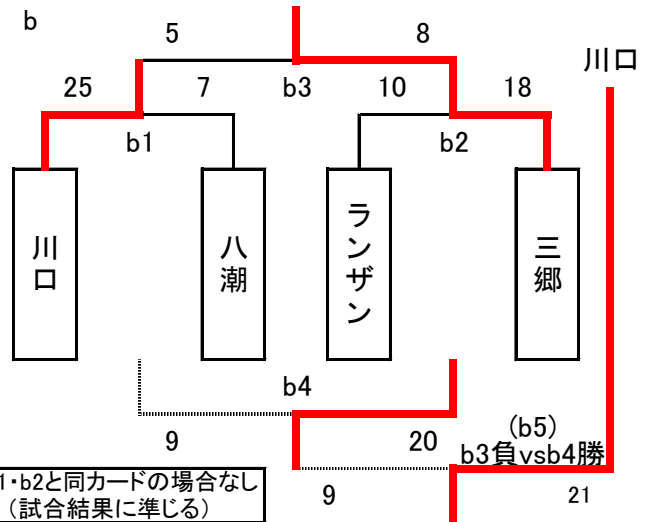 b
5
8
川口
25
7
b3
10
18
b1
b2
川口
八潮
ランザン
三郷
b4
9
20
(b5)
b3負vsb4勝
1・b2と同カードの場合なし
(試合結果に準じる)
9
21